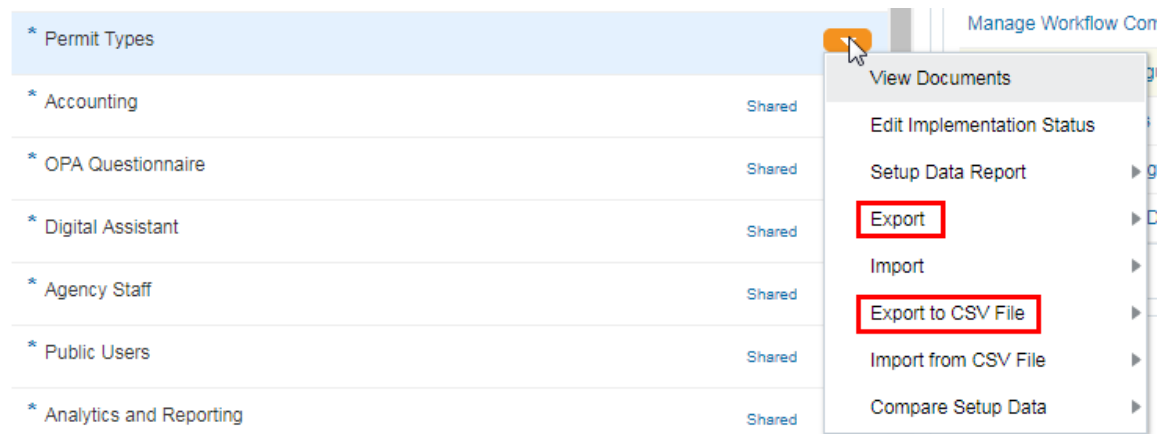 * Permit Types
Manage Workflow Com
View Documents
* Accounting
Shared
Edit Implementation Status
* OPA Questionnaire
Shared
Setup Data Report
Export
* Digital Assistant
Shared
Import
* Agency Staff
Shared
Export to CSV File
* Public Users
Shared
Import from CSV File
* Analytics and Reporting
Shared
Compare Setup Data